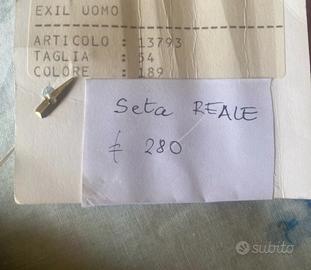 EXIL UOMO
ARTICOLO : 13793
TAGLIA : 54
COLORE : 189
Seta REALE
£ 280
subito